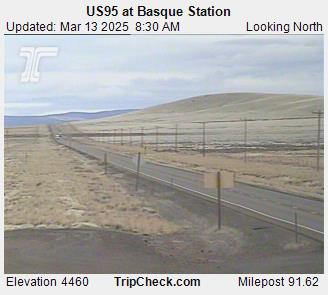 US95 at Basque Station
Updated: Mar 13 2025 8:30 AM Looking North
Elevation 4460 TripCheck.com Milepost 91.62